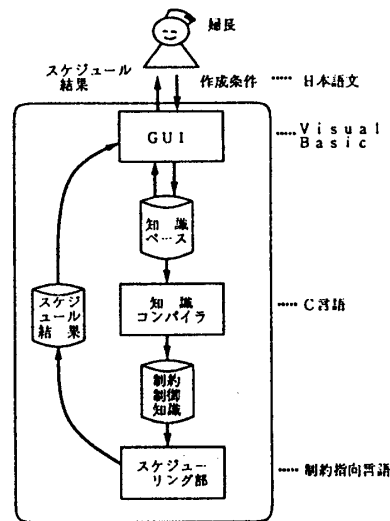 婦長
スケジュール
結果
作成条件
日本語文
GUI
Visual
Basic
知識
ベース
スケジ
ュール
結果
知識
コンパイラ
C言語
制約
制御
知識
スケジュー
リング部
制約指向言語